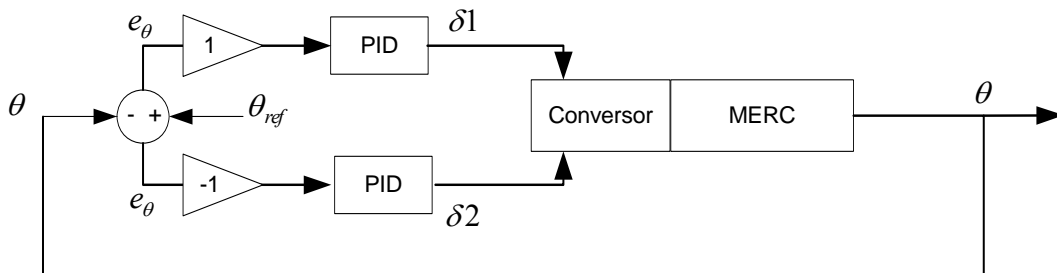 e_θ
1
PID
δ1
θ
- +
θ_ref
Conversor
MERC
θ
e_θ
-1
PID
δ2